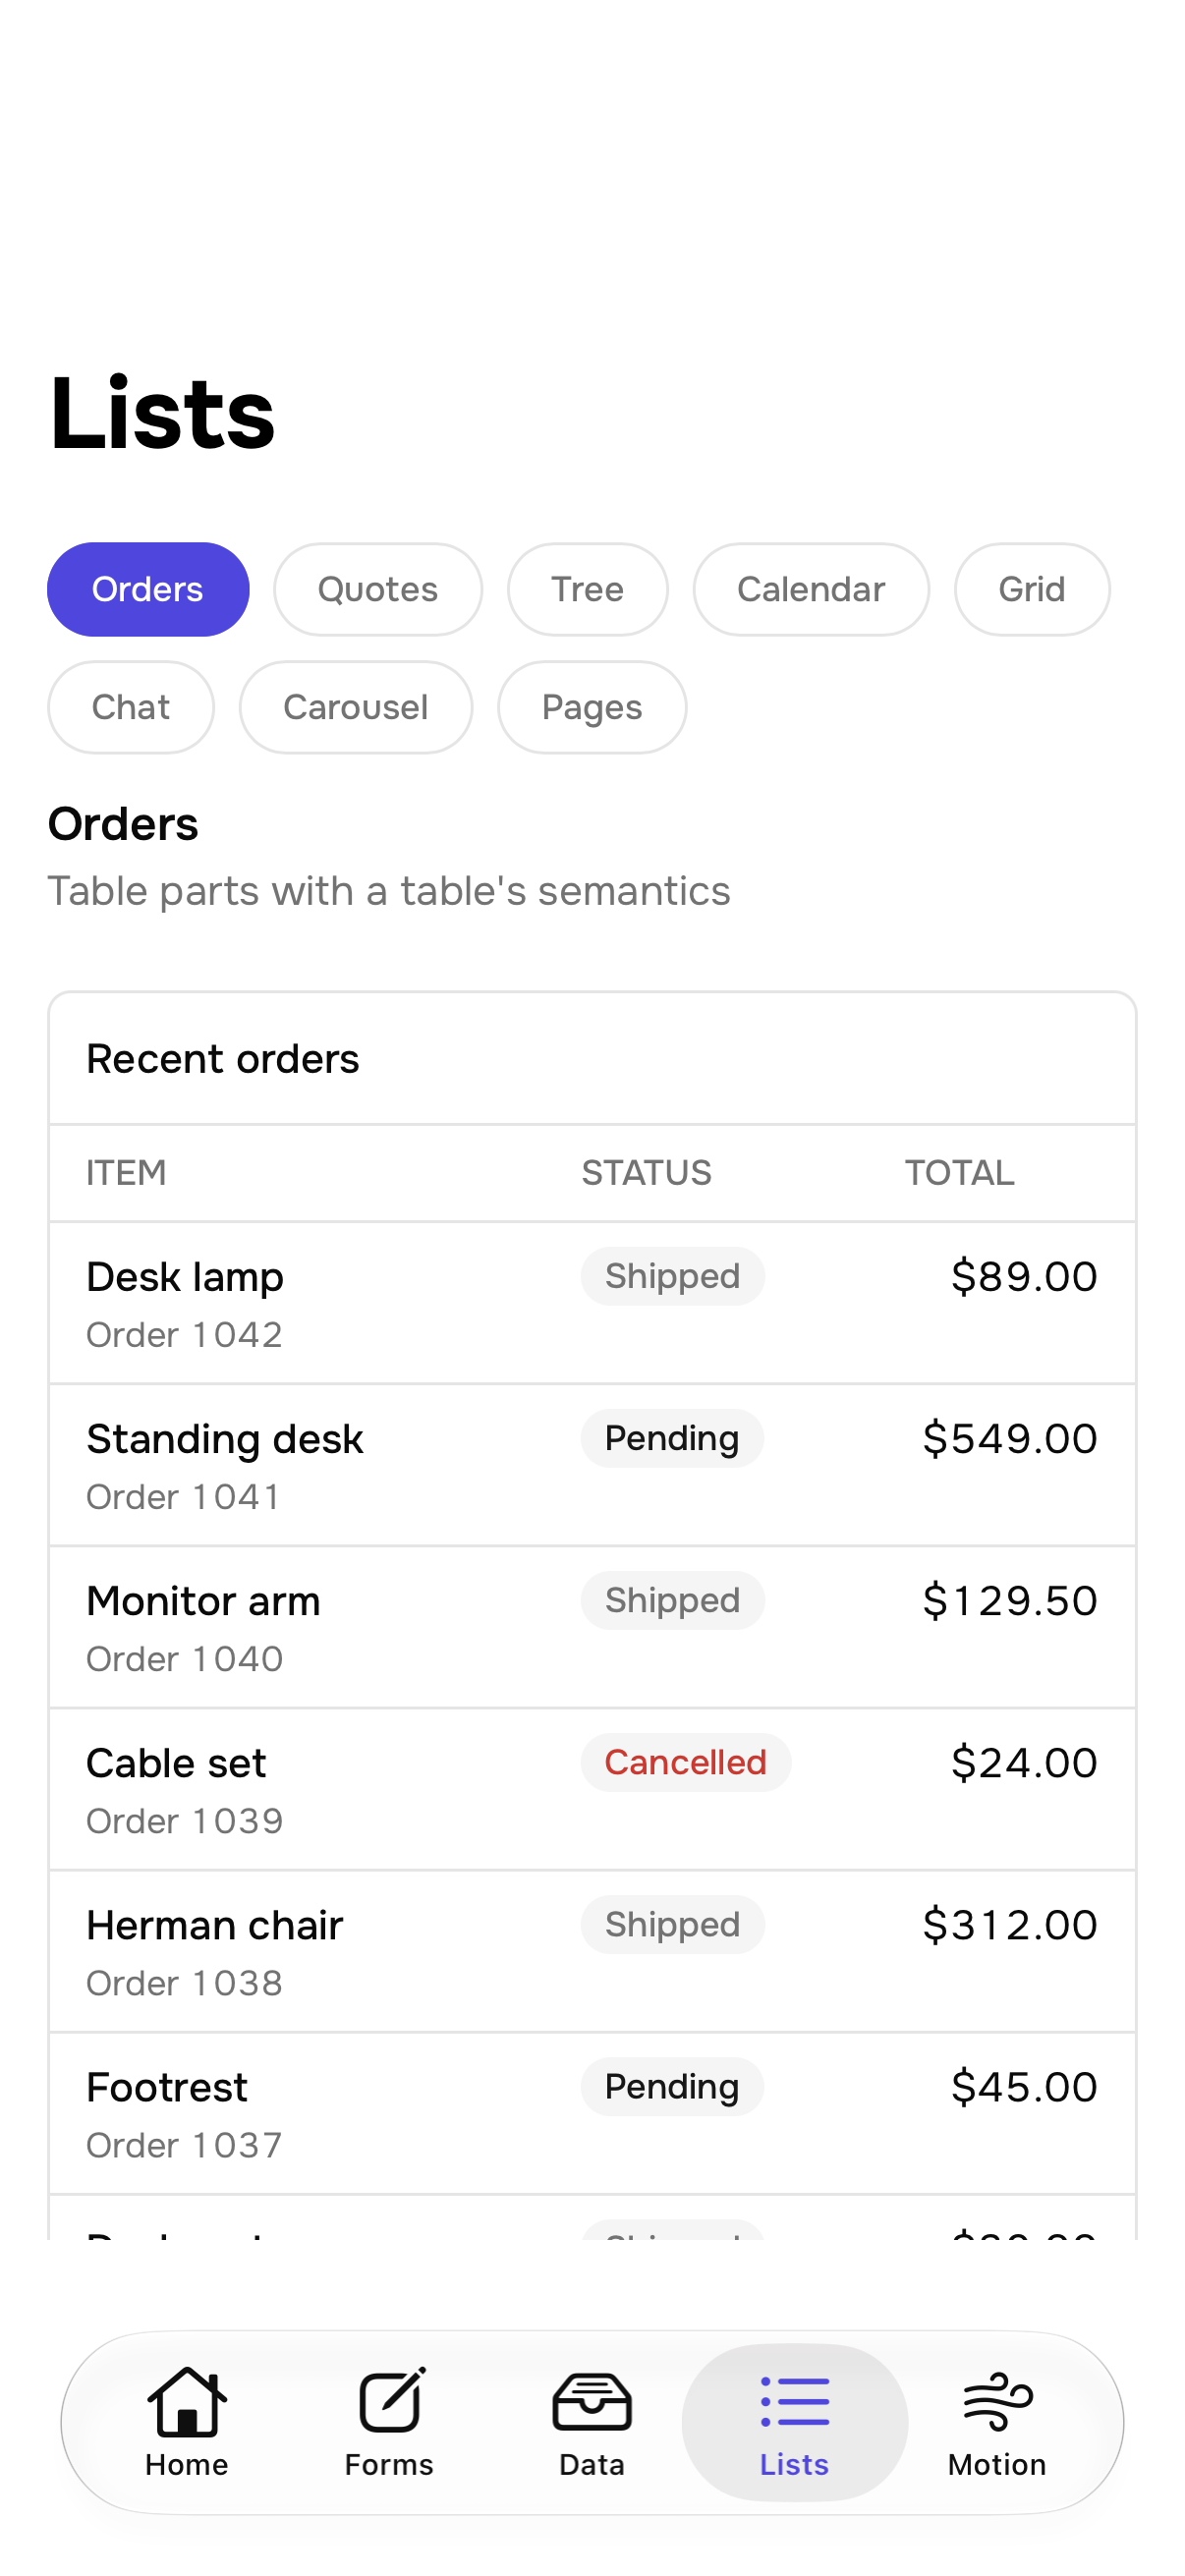 Lists
Orders Quotes Tree Calendar Grid
Chat Carousel Pages
Orders
Table parts with a table's semantics
Recent orders
ITEM STATUS TOTAL
Desk lamp Shipped $89.00
Order 1042
Standing desk Pending $549.00
Order 1041
Monitor arm Shipped $129.50
Order 1040
Cable set Cancelled $24.00
Order 1039
Herman chair Shipped $312.00
Order 1038
Footrest Pending $45.00
Order 1037
Home Forms Data Lists Motion